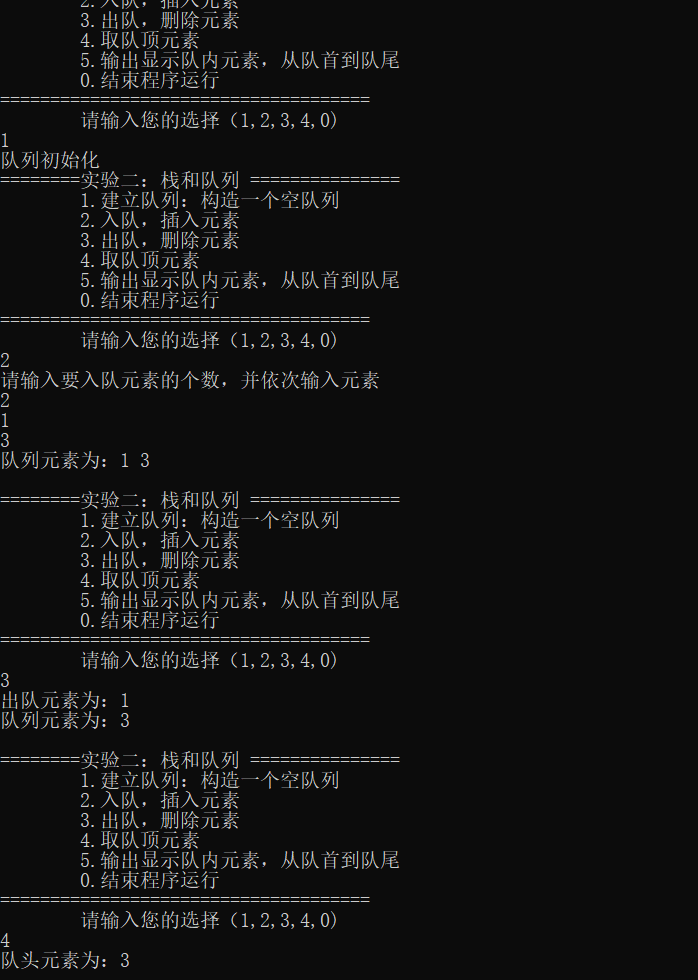 2.入队，插入元素
3.出队，删除元素
4.取队顶元素
5.输出显示队内元素，从队首到队尾
0.结束程序运行
=====================================
请输入您的选择（1,2,3,4,0)
1
队列初始化
========实验二：栈和队列 ===============
1.建立队列：构造一个空队列
2.入队，插入元素
3.出队，删除元素
4.取队顶元素
5.输出显示队内元素，从队首到队尾
0.结束程序运行
=====================================
请输入您的选择（1,2,3,4,0)
2
请输入要入队元素的个数，并依次输入元素
2
1
3
队列元素为：1 3
========实验二：栈和队列 ===============
1.建立队列：构造一个空队列
2.入队，插入元素
3.出队，删除元素
4.取队顶元素
5.输出显示队内元素，从队首到队尾
0.结束程序运行
=====================================
请输入您的选择（1,2,3,4,0)
3
出队元素为：1
队列元素为：3
========实验二：栈和队列 ===============
1.建立队列：构造一个空队列
2.入队，插入元素
3.出队，删除元素
4.取队顶元素
5.输出显示队内元素，从队首到队尾
0.结束程序运行
=====================================
请输入您的选择（1,2,3,4,0)
4
队头元素为：3